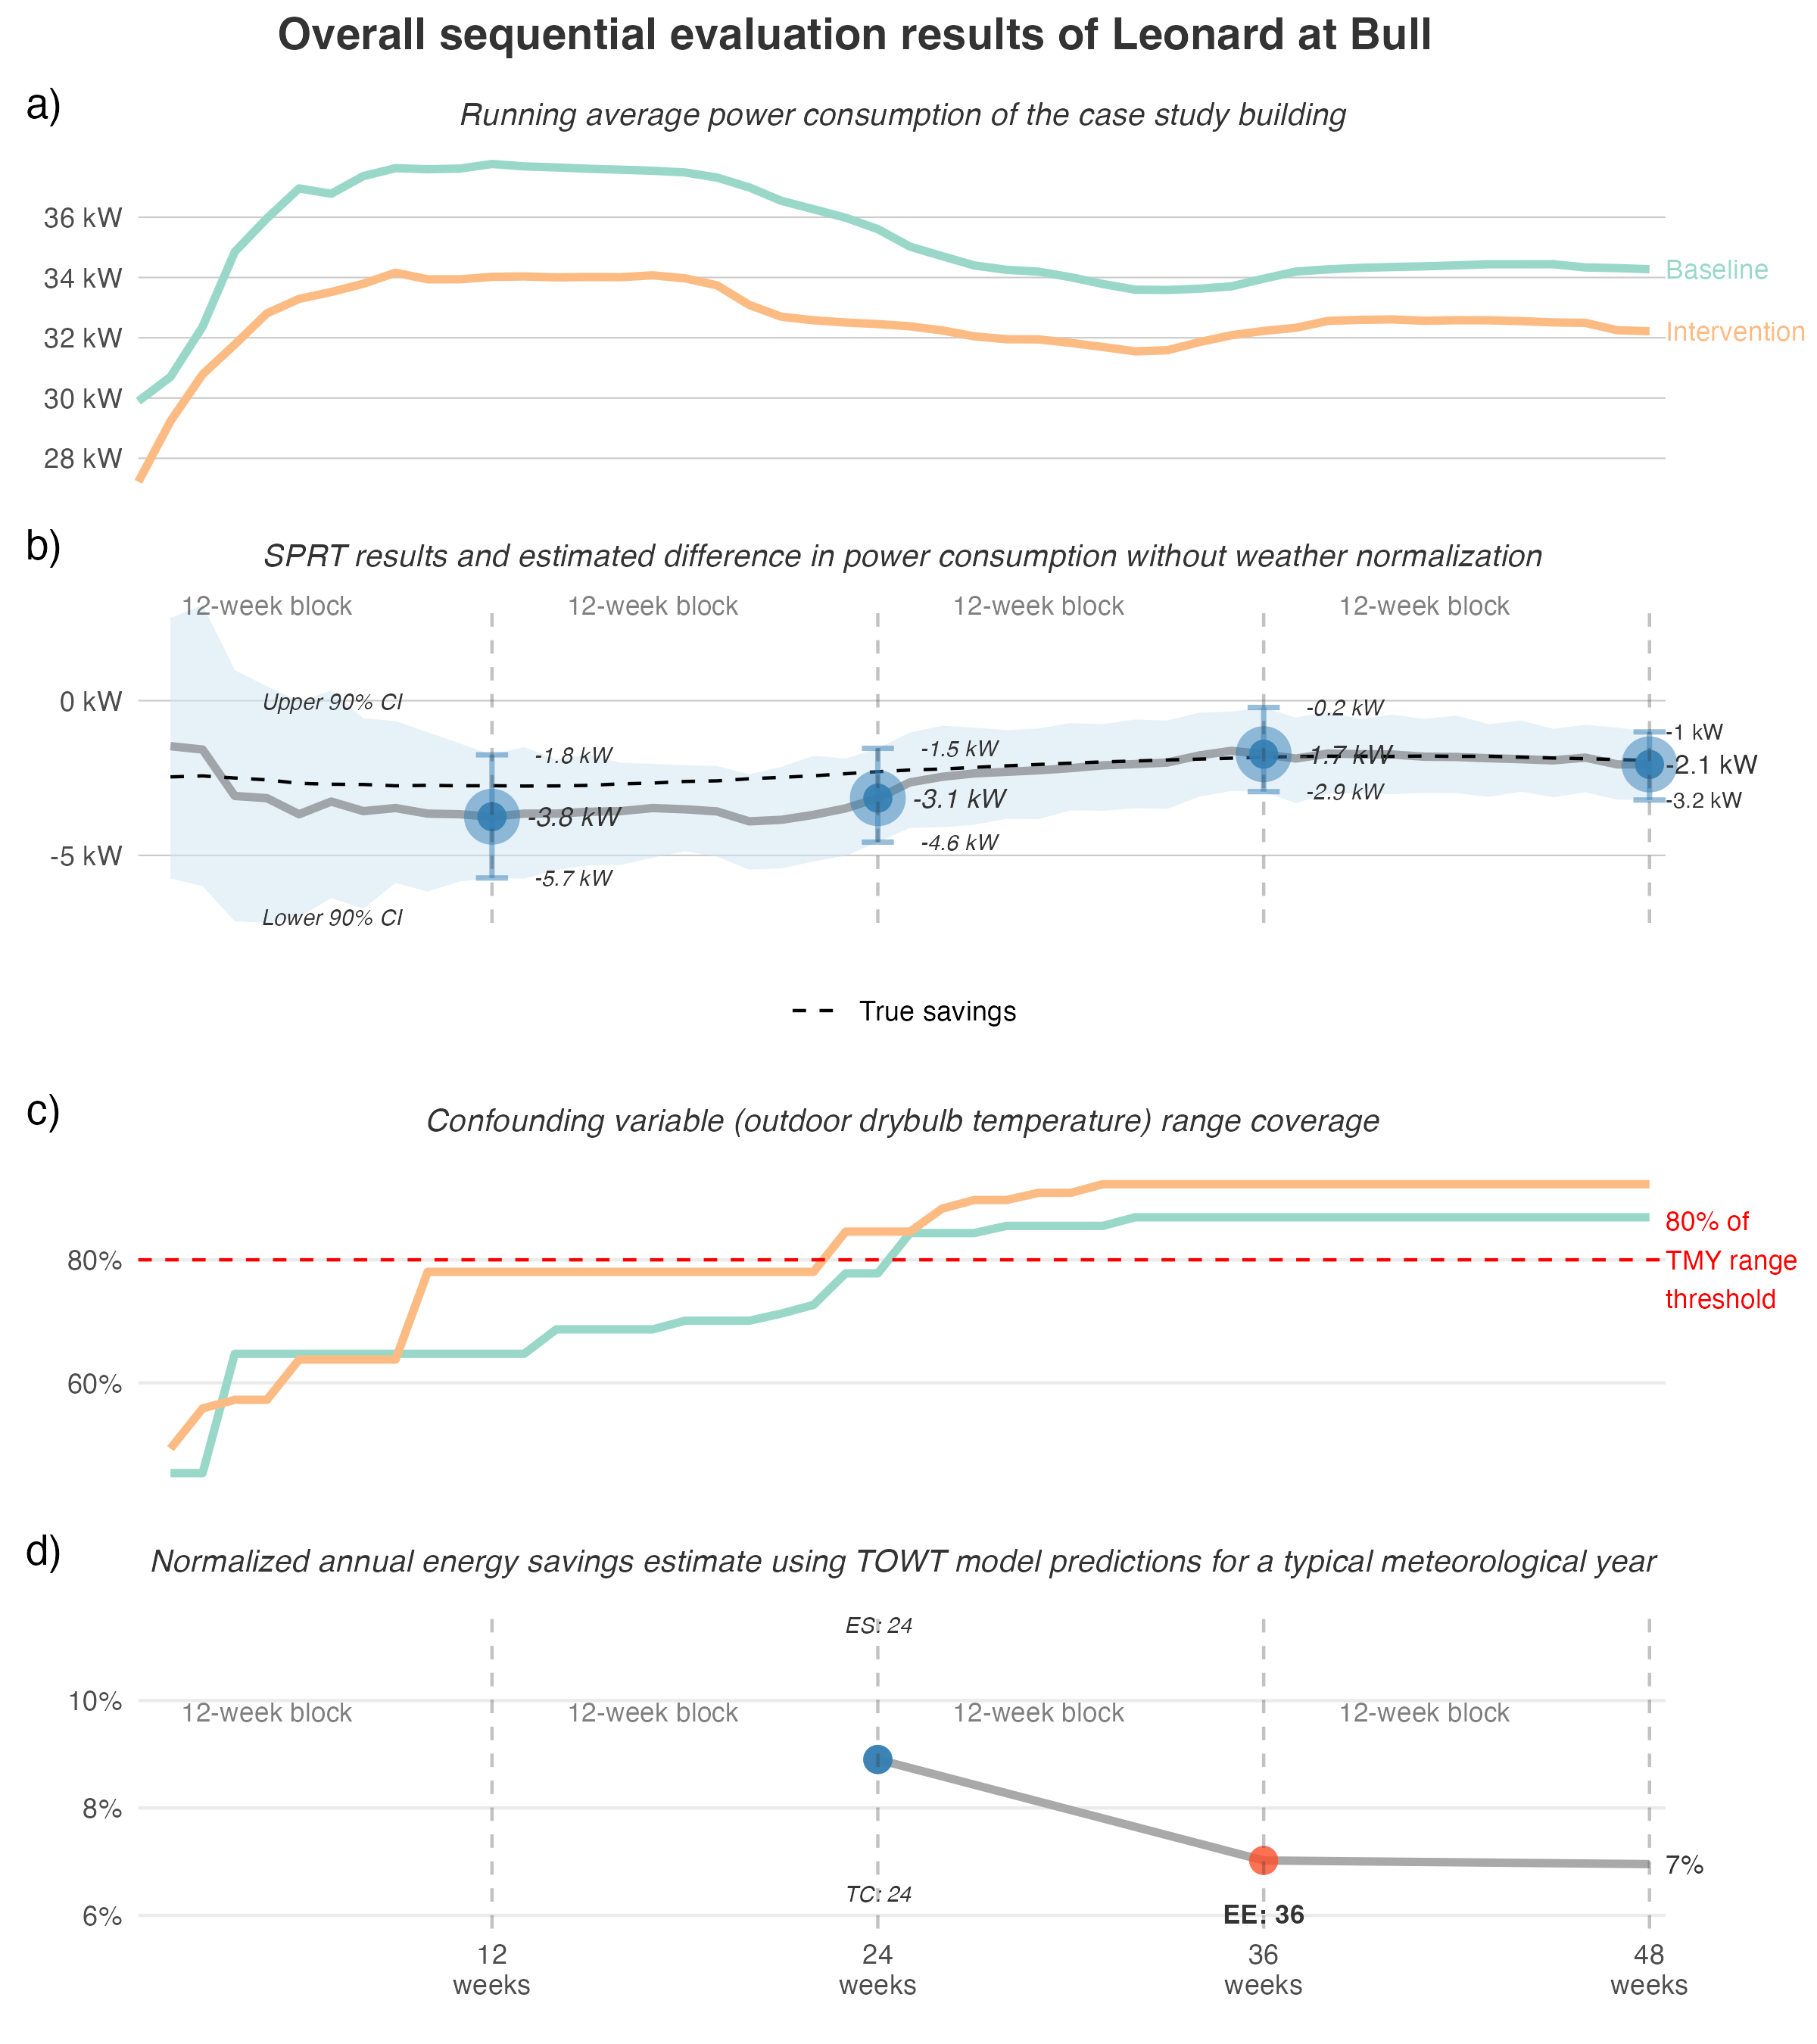 Overall sequential evaluation results of Leonard at Bull
a)
Running average power consumption of the case study building
36 kW
34 kW
32 kW
30 kW
28 kW
Baseline
Intervention
b)
SPRT results and estimated difference in power consumption without weather normalization
12-week block
12-week block
12-week block
12-week block
0 kW
-5 kW
Upper 90% CI
Lower 90% CI
-1.8 kW
-3.8 kW
-5.7 kW
-1.5 kW
-3.1 kW
-4.6 kW
-0.2 kW
-1.7 kW
-2.9 kW
-1 kW
-2.1 kW
-3.2 kW
True savings
c)
Confounding variable (outdoor drybulb temperature) range coverage
80%
60%
80% of
TMY range
threshold
d)
Normalized annual energy savings estimate using TOWT model predictions for a typical meteorological year
ES: 24
10%
12-week block
12-week block
12-week block
12-week block
8%
7%
TC: 24
6%
EE: 36
12
weeks
24
weeks
36
weeks
48
weeks